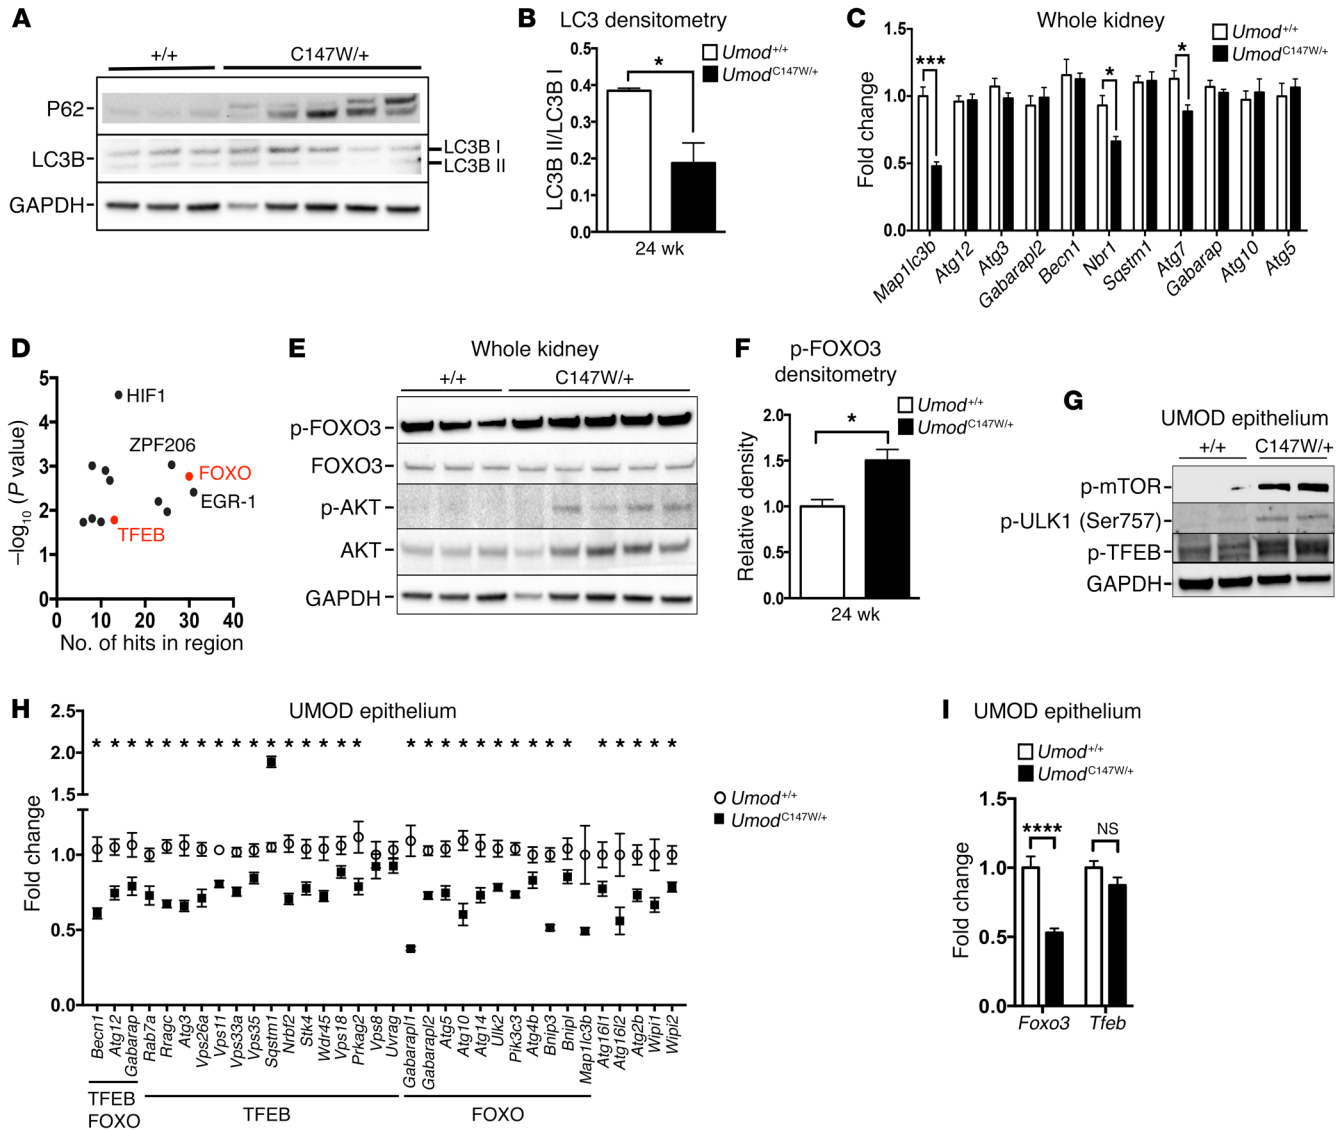 A
+/+
C147W/+
P62
LC3B
LC3B I
LC3B II
GAPDH
B
LC3 densitometry
Umod+/+
UmodC147W/+
LC3B II/LC3B I
0.5
0.4
0.3
0.2
0.1
0.0
*
24 wk
C
Whole kidney
Umod+/+
UmodC147W/+
Fold change
1.5
1.0
0.5
0.0
***
*
*
Map1lc3b
Atg12
Atg3
Gabarapl2
Becn1
Nbr1
Sqstm1
Atg7
Gabarap
Atg10
Atg5
D
–log10 (P value)
5
4
3
2
1
0
HIF1
ZPF206
FOXO
EGR-1
TFEB
0 10 20 30 40
No. of hits in region
E
Whole kidney
+/+
C147W/+
p-FOXO3
FOXO3
p-AKT
AKT
GAPDH
F
p-FOXO3
densitometry
Umod+/+
UmodC147W/+
Relative density
2.0
1.5
1.0
0.5
0.0
*
24 wk
G
UMOD epithelium
+/+
C147W/+
p-mTOR
p-ULK1 (Ser757)
p-TFEB
GAPDH
H
UMOD epithelium
Fold change
2.5
2.0
1.5
1.0
0.5
0.0
* * * * * * * * * * * * * * * * * * * * * * * * * * * * * * *
Umod+/+
UmodC147W/+
Becn1
Atg12
Gabarap
Rab7a
Rragc
Atg3
Vps26a
Vps11
Vps33a
Vps35
Sqstm1
Nrbf2
Stk4
Wdr45
Vps18
Prkag2
Vps8
Uvrag
Gabarapl1
Gabarapl2
Atg5
Atg10
Atg14
Ulk2
Pik3c3
Atg4b
Bnip3
Bnipl
Map1lc3b
Atg16l1
Atg16l2
Atg2b
Wipi1
Wipi2
TFEB
FOXO
TFEB
FOXO
I
UMOD epithelium
Umod+/+
UmodC147W/+
Fold change
1.5
1.0
0.5
0.0
****
NS
Foxo3
Tfeb